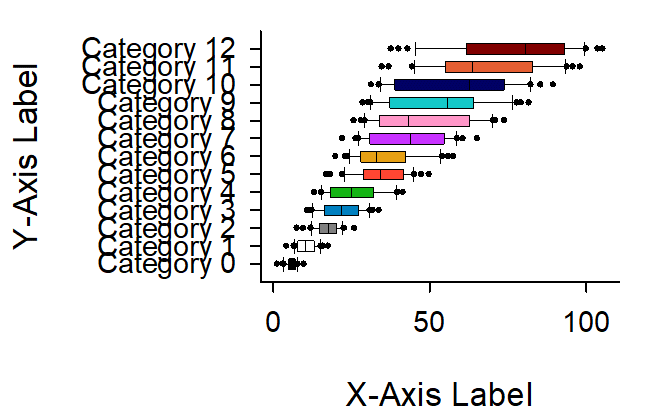 Category 12
Category 11
Category 10
Category 9
Category 8
Category 7
Category 6
Category 5
Category 4
Category 3
Category 2
Category 1
Category 0
Y-Axis Label
0 50 100
X-Axis Label